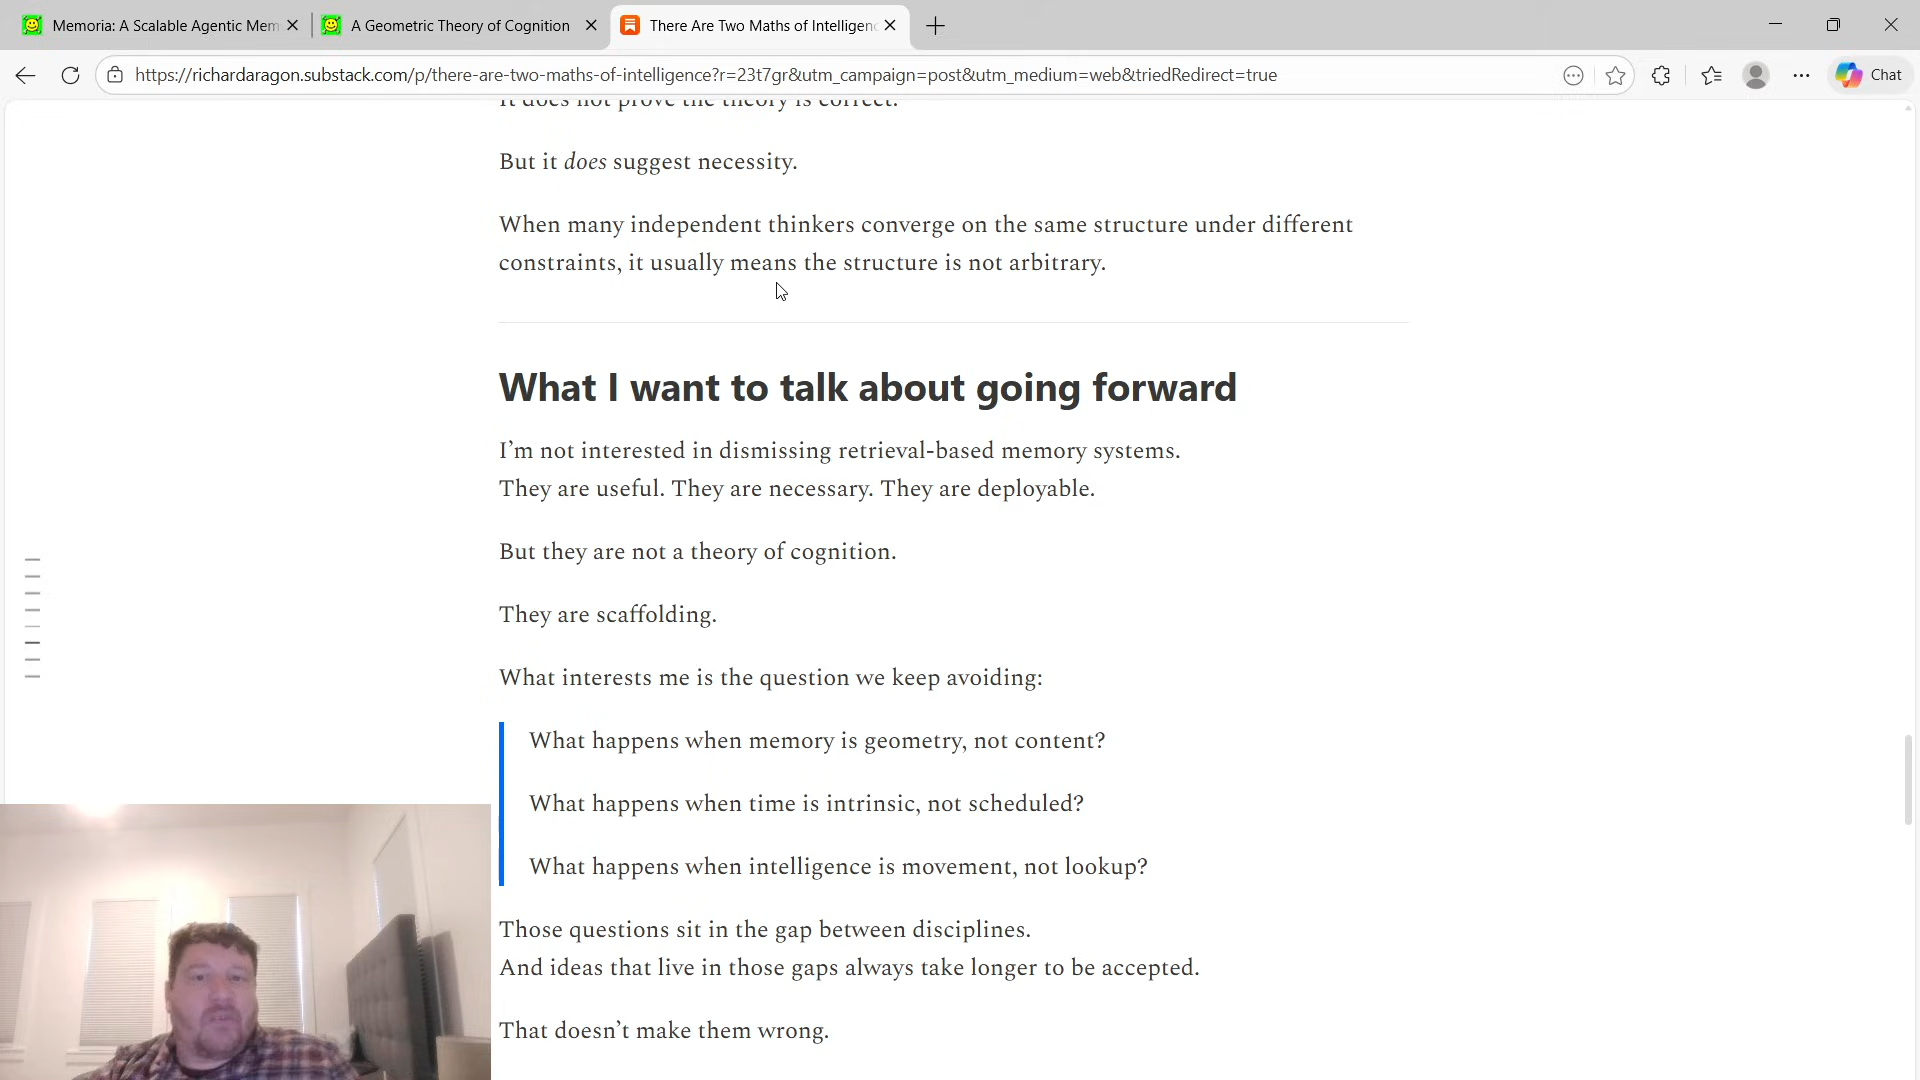 Memoria: A Scalable Agentic Mem
A Geometric Theory of Cognition
There Are Two Maths of Intelligenc
https://richardaragon.substack.com/p/there-are-two-maths-of-intelligence?r=23t7gr&utm_campaign=post&utm_medium=web&triedRedirect=true
Chat
It does not prove the theory is correct.
But it does suggest necessity.
When many independent thinkers converge on the same structure under different
constraints, it usually means the structure is not arbitrary.
What I want to talk about going forward
I’m not interested in dismissing retrieval-based memory systems.
They are useful. They are necessary. They are deployable.
But they are not a theory of cognition.
They are scaffolding.
What interests me is the question we keep avoiding:
What happens when memory is geometry, not content?
What happens when time is intrinsic, not scheduled?
What happens when intelligence is movement, not lookup?
Those questions sit in the gap between disciplines.
And ideas that live in those gaps always take longer to be accepted.
That doesn’t make them wrong.